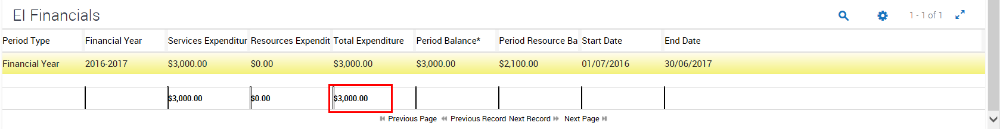 EI Financials
1 - 1 of 1
Period Type Financial Year Services Expenditur Resources Expendit Total Expenditure Period Balance* Period Resource Ba Start Date End Date
Financial Year 2016-2017 $3,000.00 $0.00 $3,000.00 $3,000.00 $2,100.00 01/07/2016 30/06/2017
$3,000.00 $0.00 $3,000.00
Previous Page Previous Record Next Record Next Page